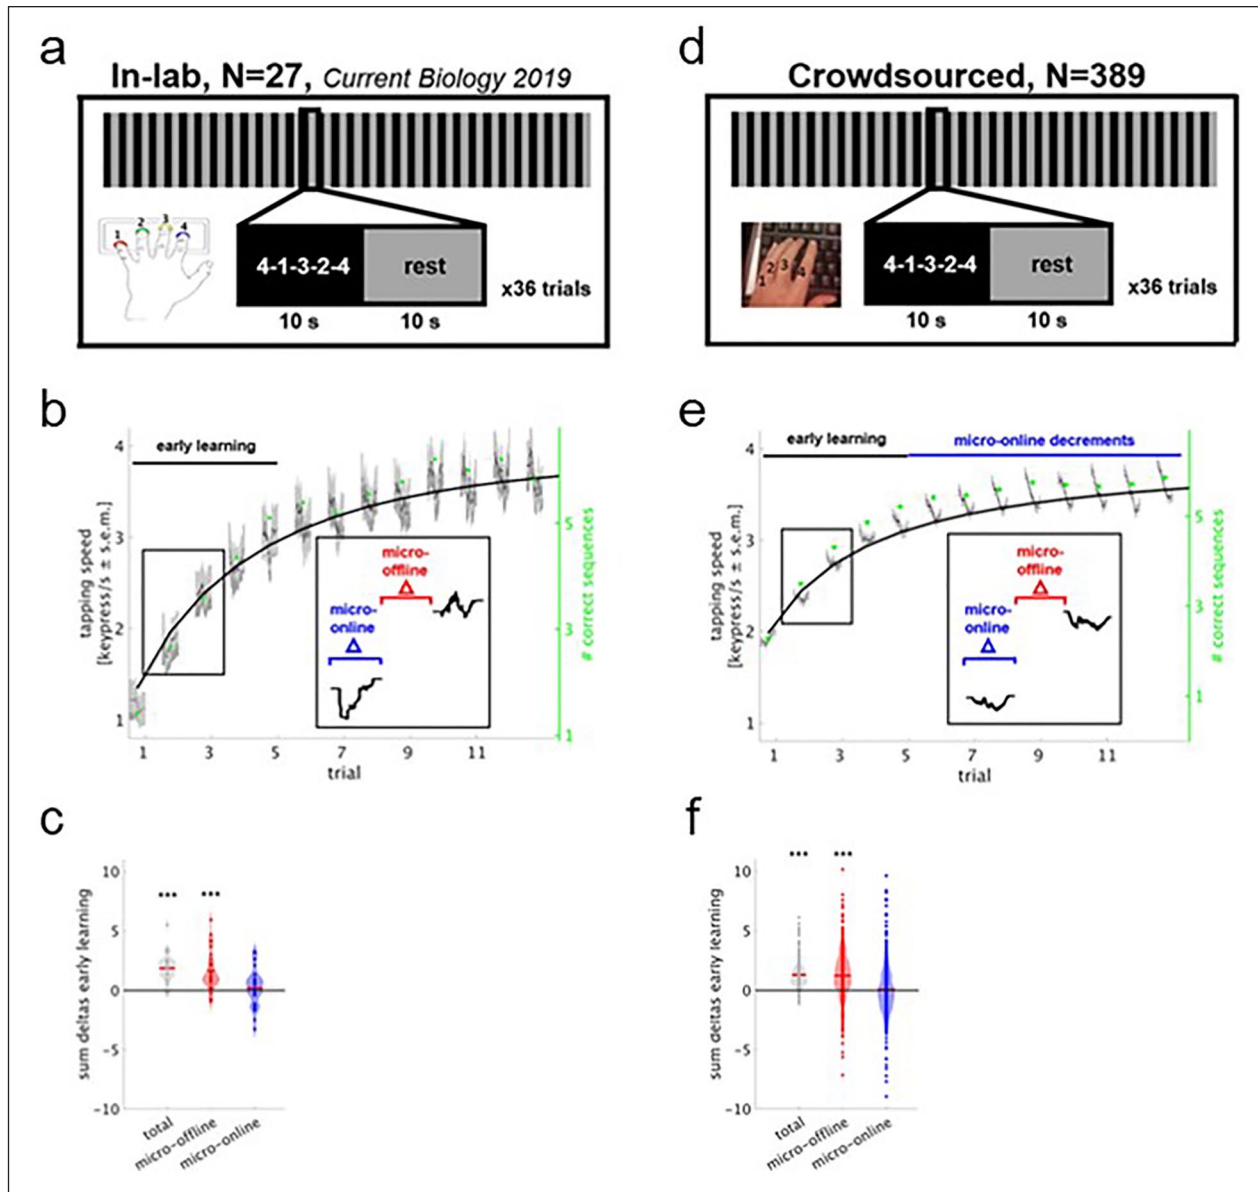 a
In-lab, N=27, Current Biology 2019
1 2 3 4
4-1-3-2-4
rest
x36 trials
10 s
10 s
d
Crowdsourced, N=389
1 2 3 4
4-1-3-2-4
rest
x36 trials
10 s
10 s
b
early learning
4
3
2
1
tapping speed
[keypress/s ± s.e.m.]
micro-
offline
Δ
micro-
online
Δ
5
3
1
# correct sequences
1 3 5 7 9 11
trial
e
early learning
micro-online decrements
4
3
2
1
tapping speed
[keypress/s ± s.e.m.]
micro-
offline
Δ
micro-
online
Δ
5
3
1
# correct sequences
1 3 5 7 9 11
trial
c
10
5
0
−5
−10
sum deltas early learning
***
***
total
micro-offline
micro-online
f
10
5
0
−5
−10
sum deltas early learning
***
***
total
micro-offline
micro-online